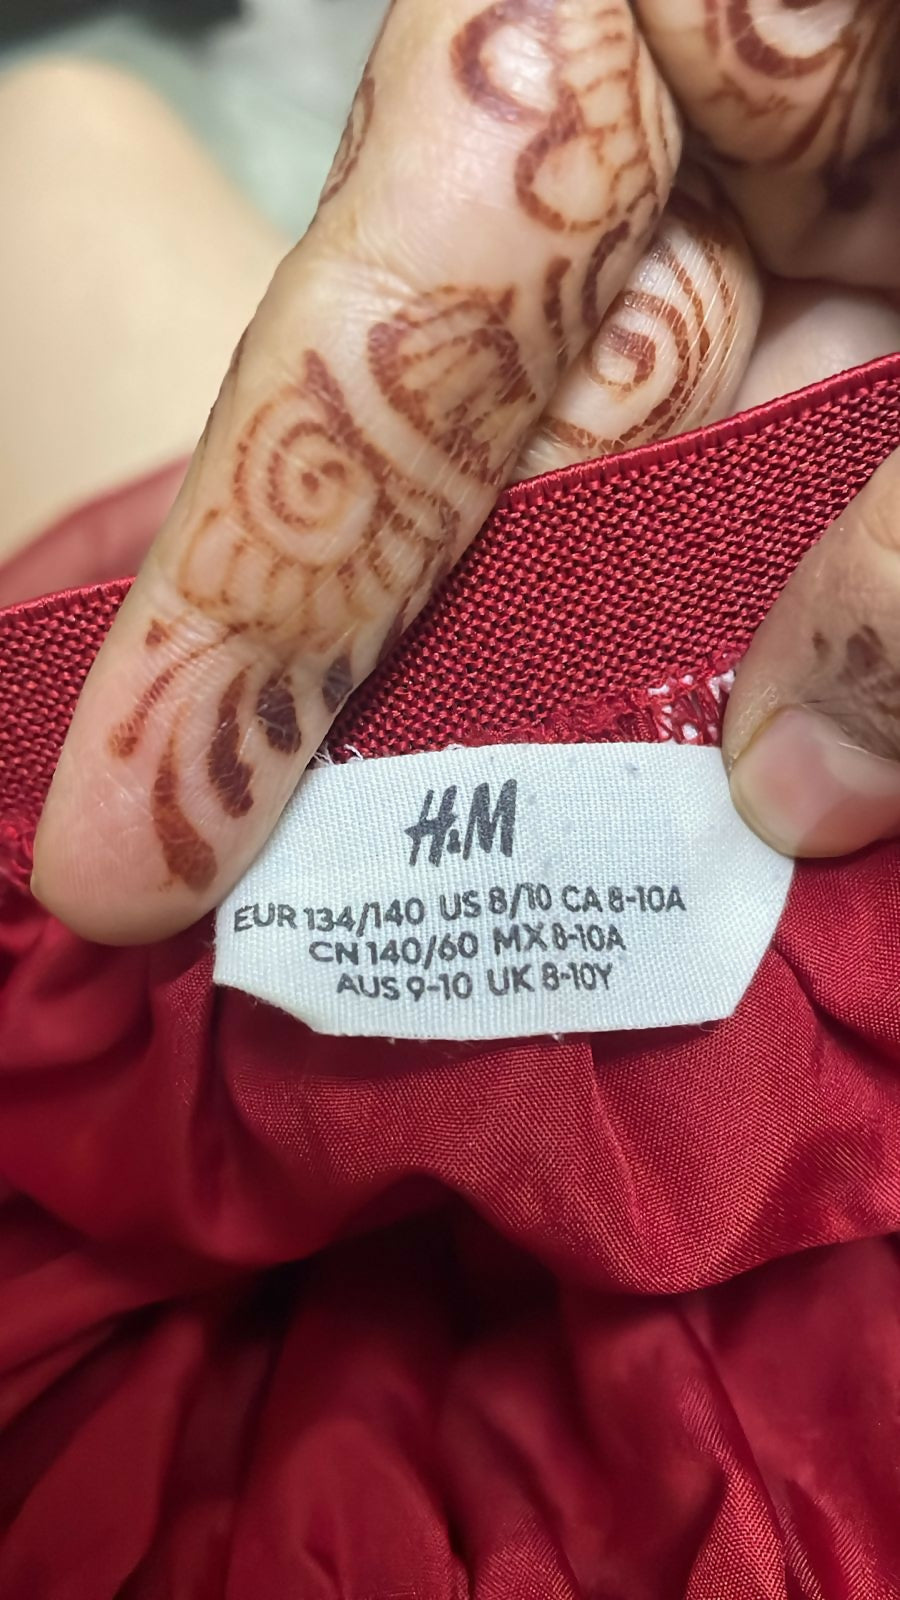 H&M
EUR 134/140 US 8/10 CA 8-10A
CN 140/60 MX 8-10A
AUS 9-10 UK 8-10Y